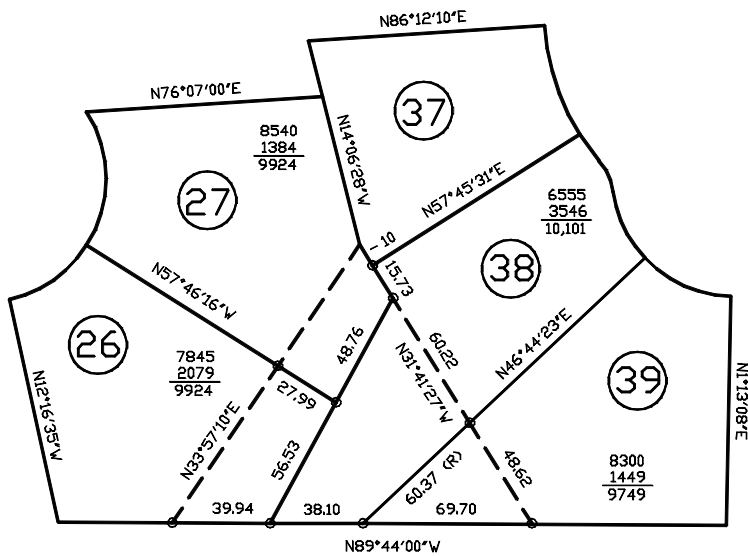 N86°12'10"E
N76°07'00"E
37
8540
1384
9924
N14°06'28"W
27
N57°45'31"E
6555
3546
10,101
10
15.73
38
N57°46'16"W
26
7845
2079
9924
48.76
60.22
N31°41'27"W
N46°44'23"E
39
N12°16'35"W
27.99
N33°57'10"E
N1°13'08"E
56.53
60.37 (R)
48.62
8300
1449
9749
39.94
38.10
69.70
N89°44'00"W